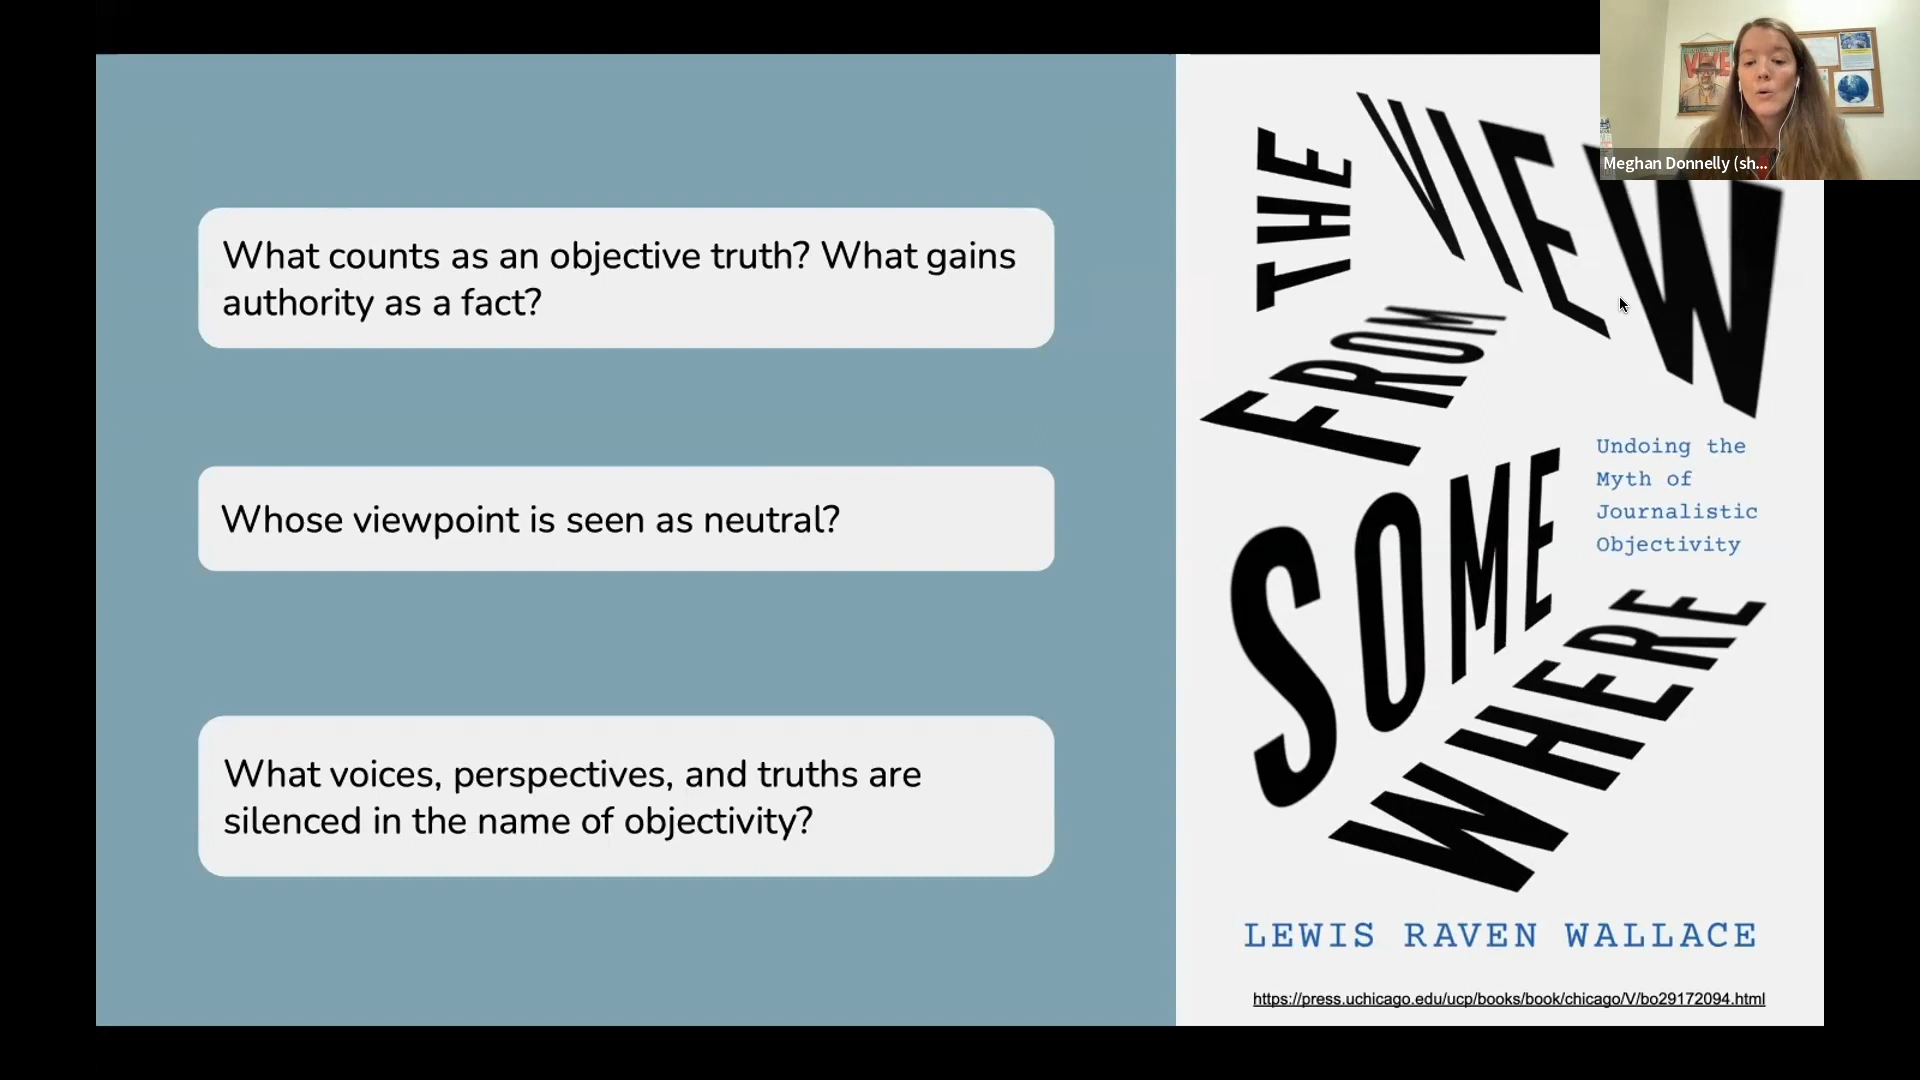 What counts as an objective truth? What gains
authority as a fact?
Whose viewpoint is seen as neutral?
What voices, perspectives, and truths are
silenced in the name of objectivity?
THE
VIEW
FROM
SOME
WHERE
Undoing the
Myth of
Journalistic
Objectivity
LEWIS RAVEN WALLACE
https://press.uchicago.edu/ucp/books/book/chicago/V/bo29172094.html
Meghan Donnelly (sh...